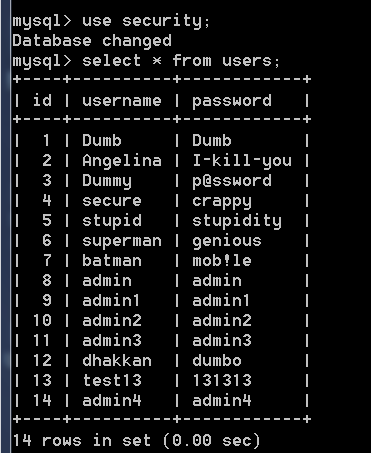 mysql> use security;
Database changed
mysql> select * from users;
+----+----------+------------+
| id | username | password   |
+----+----------+------------+
|  1 | Dumb     | Dumb       |
|  2 | Angelina | I-kill-you |
|  3 | Dummy    | p@ssword   |
|  4 | secure   | crappy     |
|  5 | stupid   | stupidity  |
|  6 | superman | genious    |
|  7 | batman   | mob!le     |
|  8 | admin    | admin      |
|  9 | admin1   | admin1     |
| 10 | admin2   | admin2     |
| 11 | admin3   | admin3     |
| 12 | dhakkan  | dumbo      |
| 13 | test13   | 131313     |
| 14 | admin4   | admin4     |
+----+----------+------------+
14 rows in set (0.00 sec)